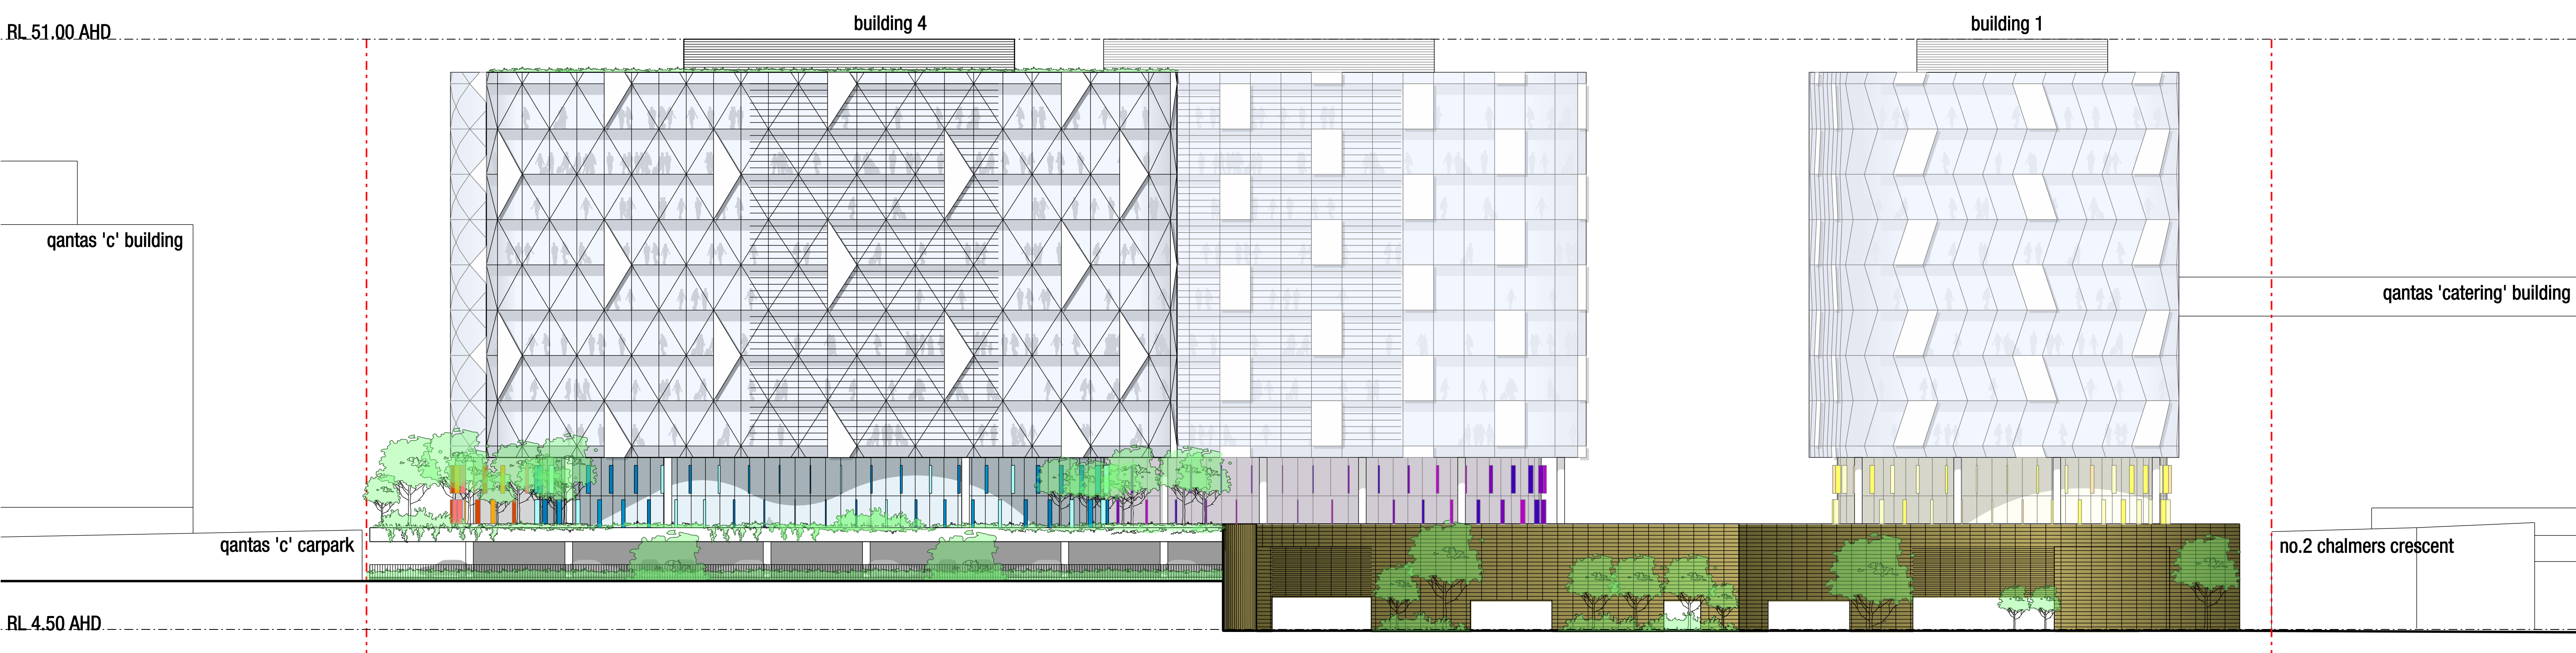 RL 51.00 AHD
building 4
building 1
qantas 'c' building
qantas 'catering' building
qantas 'c' carpark
no.2 chalmers crescent
RL 4.50 AHD